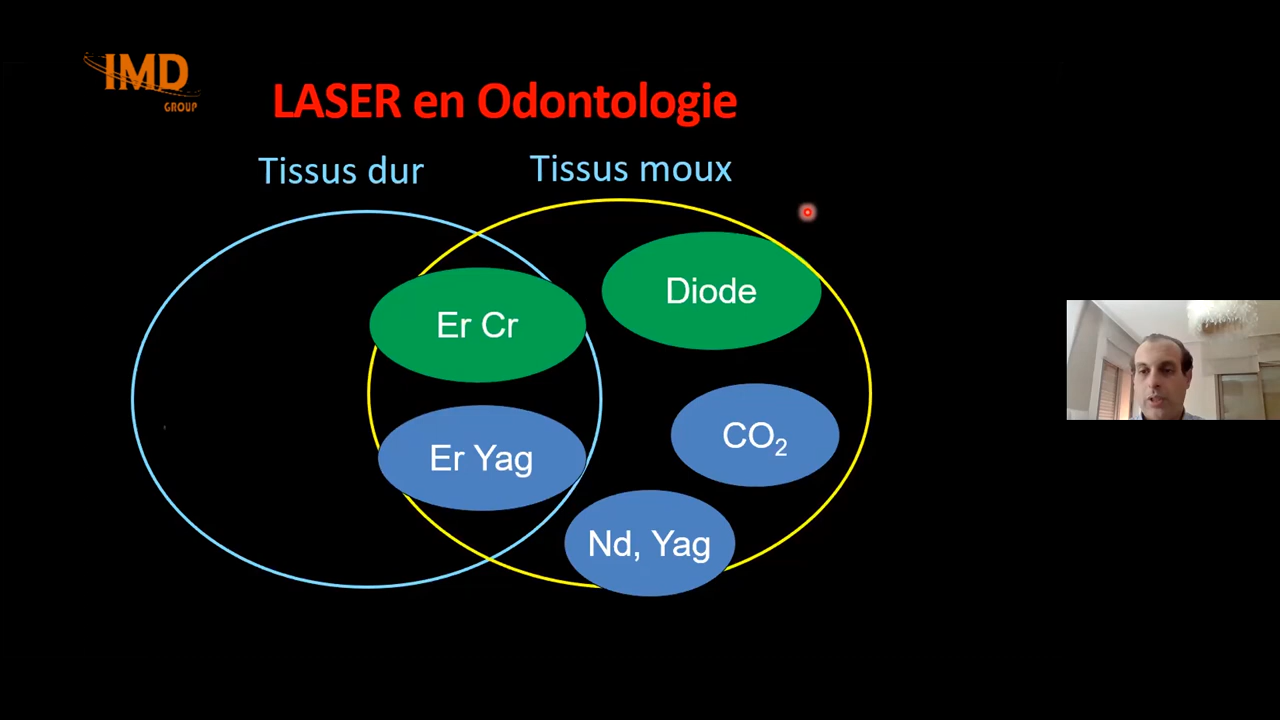 IMD
GROUP
LASER en Odontologie
Tissus dur
Tissus moux
Er Cr
Diode
Er Yag
CO₂
Nd, Yag